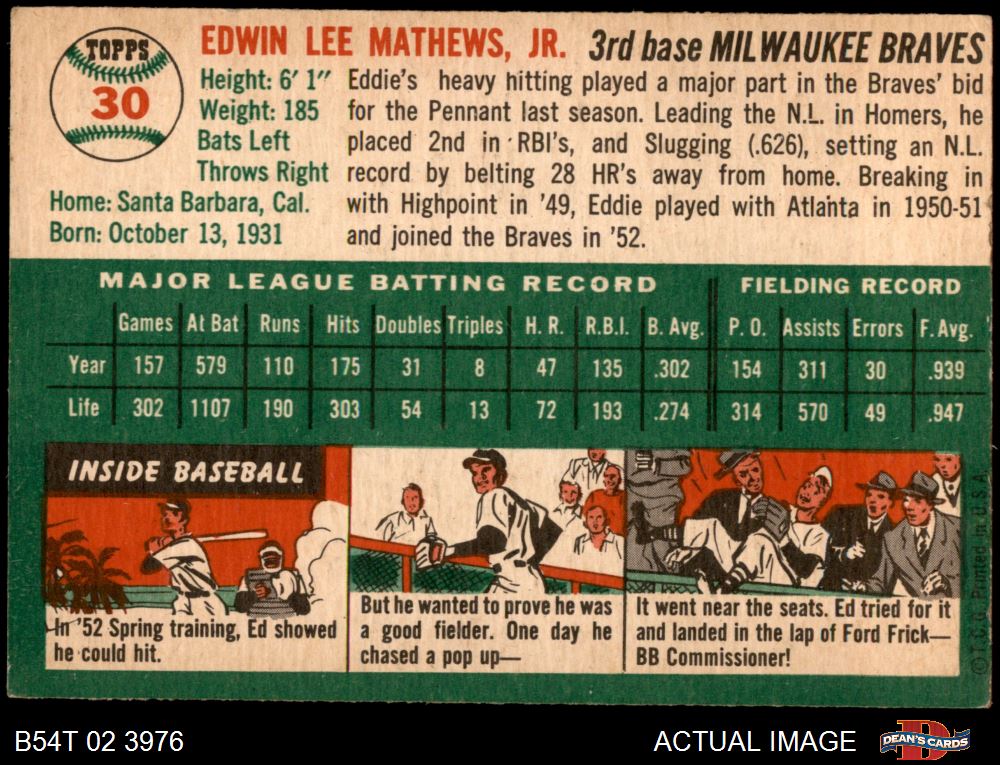 TOPPS
30
EDWIN LEE MATHEWS, JR. 3rd base MILWAUKEE BRAVES
Height: 6' 1"
Weight: 185
Bats Left
Throws Right
Home: Santa Barbara, Cal.
Born: October 13, 1931
Eddie's heavy hitting played a major part in the Braves' bid
for the Pennant last season. Leading the N.L. in Homers, he
placed 2nd in RBI's, and Slugging (.626), setting an N.L.
record by belting 28 HR's away from home. Breaking in
with Highpoint in '49, Eddie played with Atlanta in 1950-51
and joined the Braves in '52.
MAJOR LEAGUE BATTING RECORD FIELDING RECORD
Games At Bat Runs Hits Doubles Triples H. R. R.B.I. B. Avg. P. O. Assists Errors F. Avg.
Year 157 579 110 175 31 8 47 135 .302 154 311 30 .939
Life 302 1107 190 303 54 13 72 193 .274 314 570 49 .947
INSIDE BASEBALL
In '52 Spring training, Ed showed
he could hit.
But he wanted to prove he was
a good fielder. One day he
chased a pop up—
It went near the seats. Ed tried for it
and landed in the lap of Ford Frick—
BB Commissioner!
© T.C.G. Printed in U.S.A.
B54T 02 3976
ACTUAL IMAGE
DEAN'S CARDS